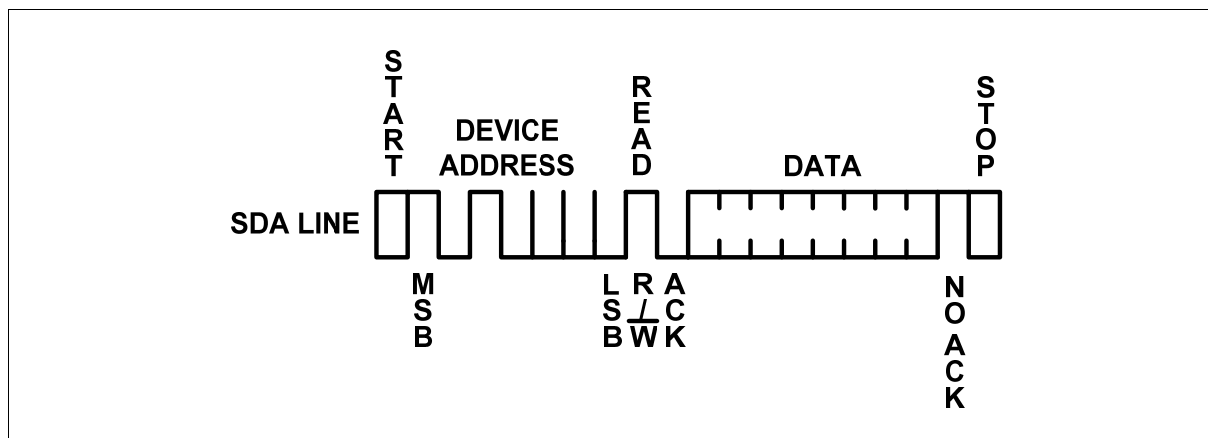 START
DEVICE
ADDRESS
READ
DATA
STOP
SDA LINE
MSB
LSB
R/W
ACK
NO ACK